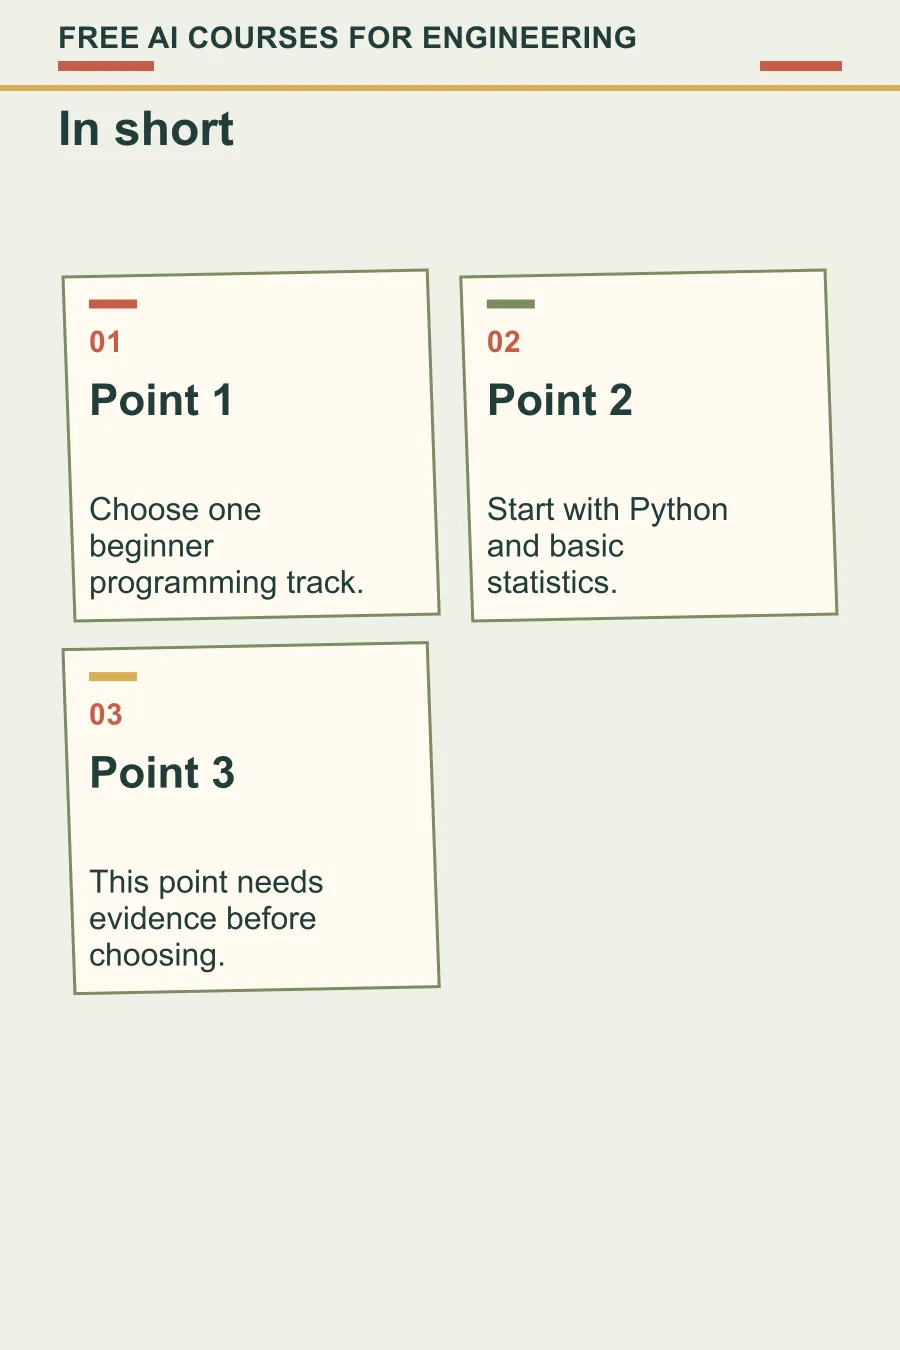 FREE AI COURSES FOR ENGINEERING
In short
01
Point 1
Choose one
beginner
programming track.
02
Point 2
Start with Python
and basic
statistics.
03
Point 3
This point needs
evidence before
choosing.